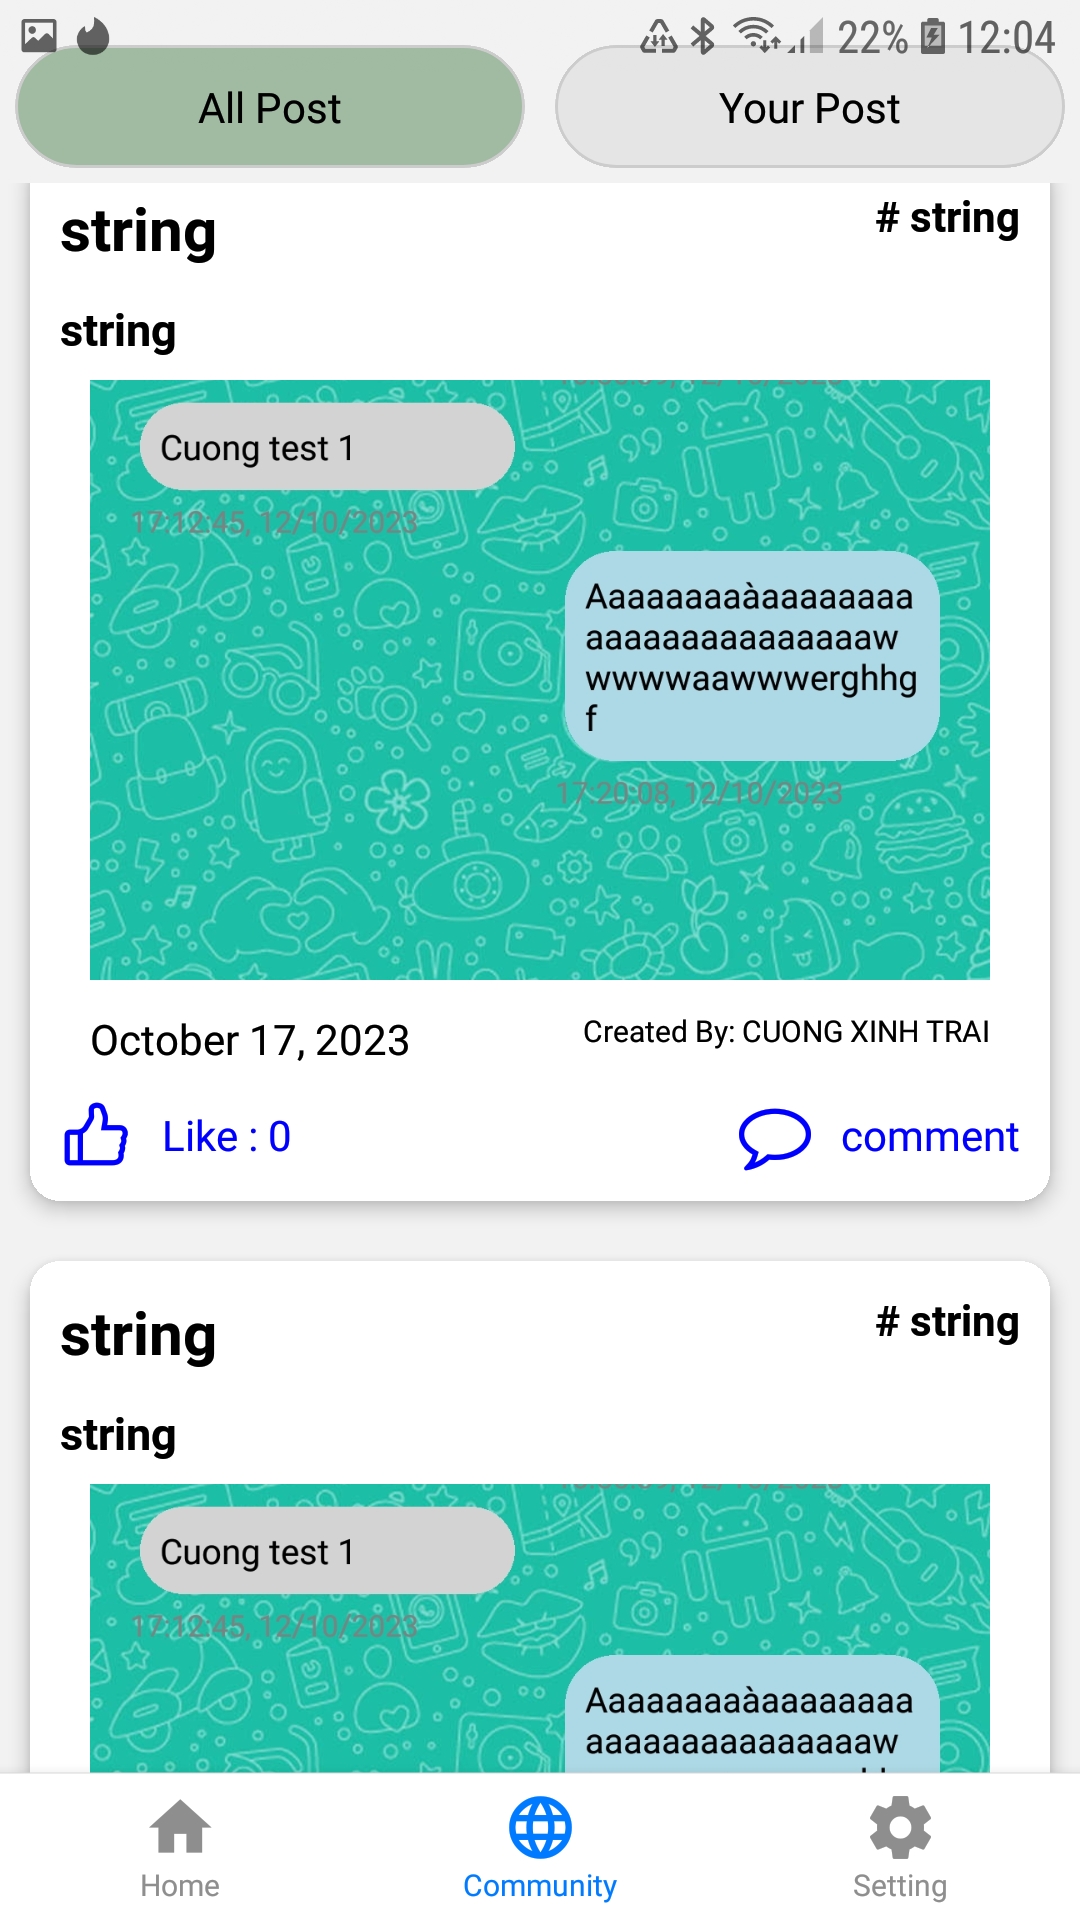 22% 12:04
All Post
Your Post
string
# string
string
Cuong test 1
17:12:45, 12/10/2023
Aaaaaaaaàaaaaaaaa
aaaaaaaaaaaaaaaw
wwwwaawwwerghhg
f
17:20:08, 12/10/2023
October 17, 2023
Created By: CUONG XINH TRAI
Like : 0
comment
string
# string
string
Cuong test 1
17:12:45, 12/10/2023
Aaaaaaaaàaaaaaaaa
aaaaaaaaaaaaaaaw
Home
Community
Setting